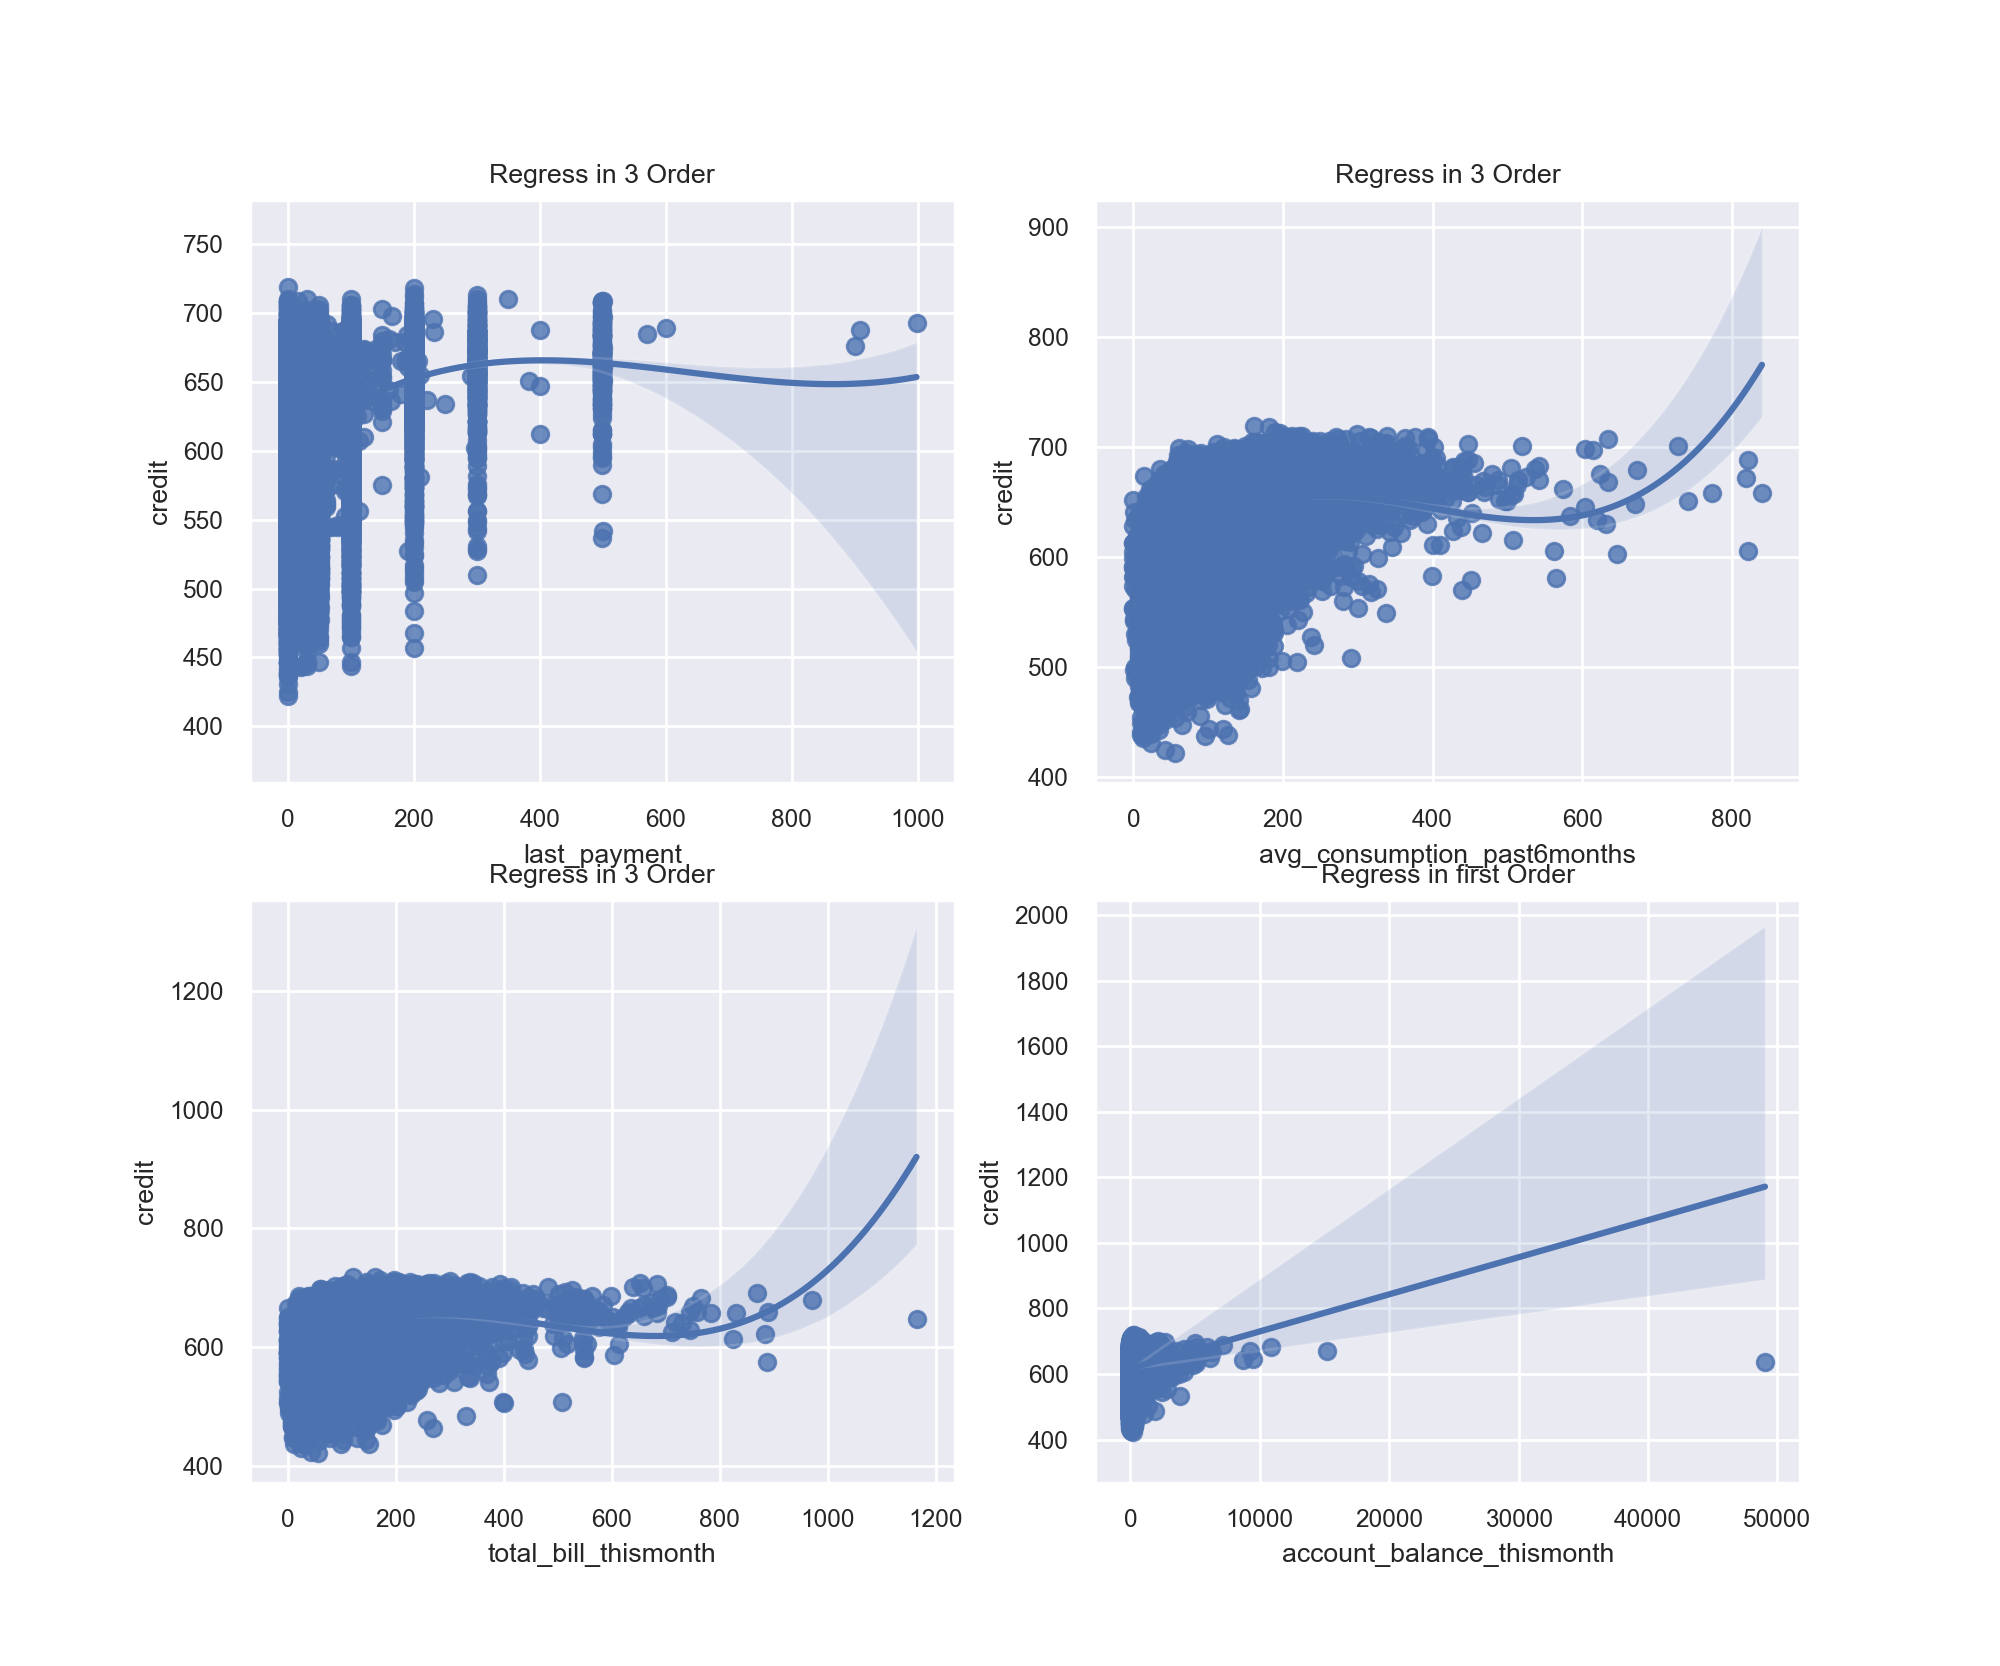 Regress in 3 Order
750
700
650
600
550
500
450
400
credit
0 200 400 600 800 1000
last_payment
Regress in 3 Order
900
800
700
600
500
400
credit
0 200 400 600 800
avg_consumption_past6months
Regress in 3 Order
1200
1000
800
600
400
credit
0 200 400 600 800 1000 1200
total_bill_thismonth
Regress in first Order
2000
1800
1600
1400
1200
1000
800
600
400
credit
0 10000 20000 30000 40000 50000
account_balance_thismonth